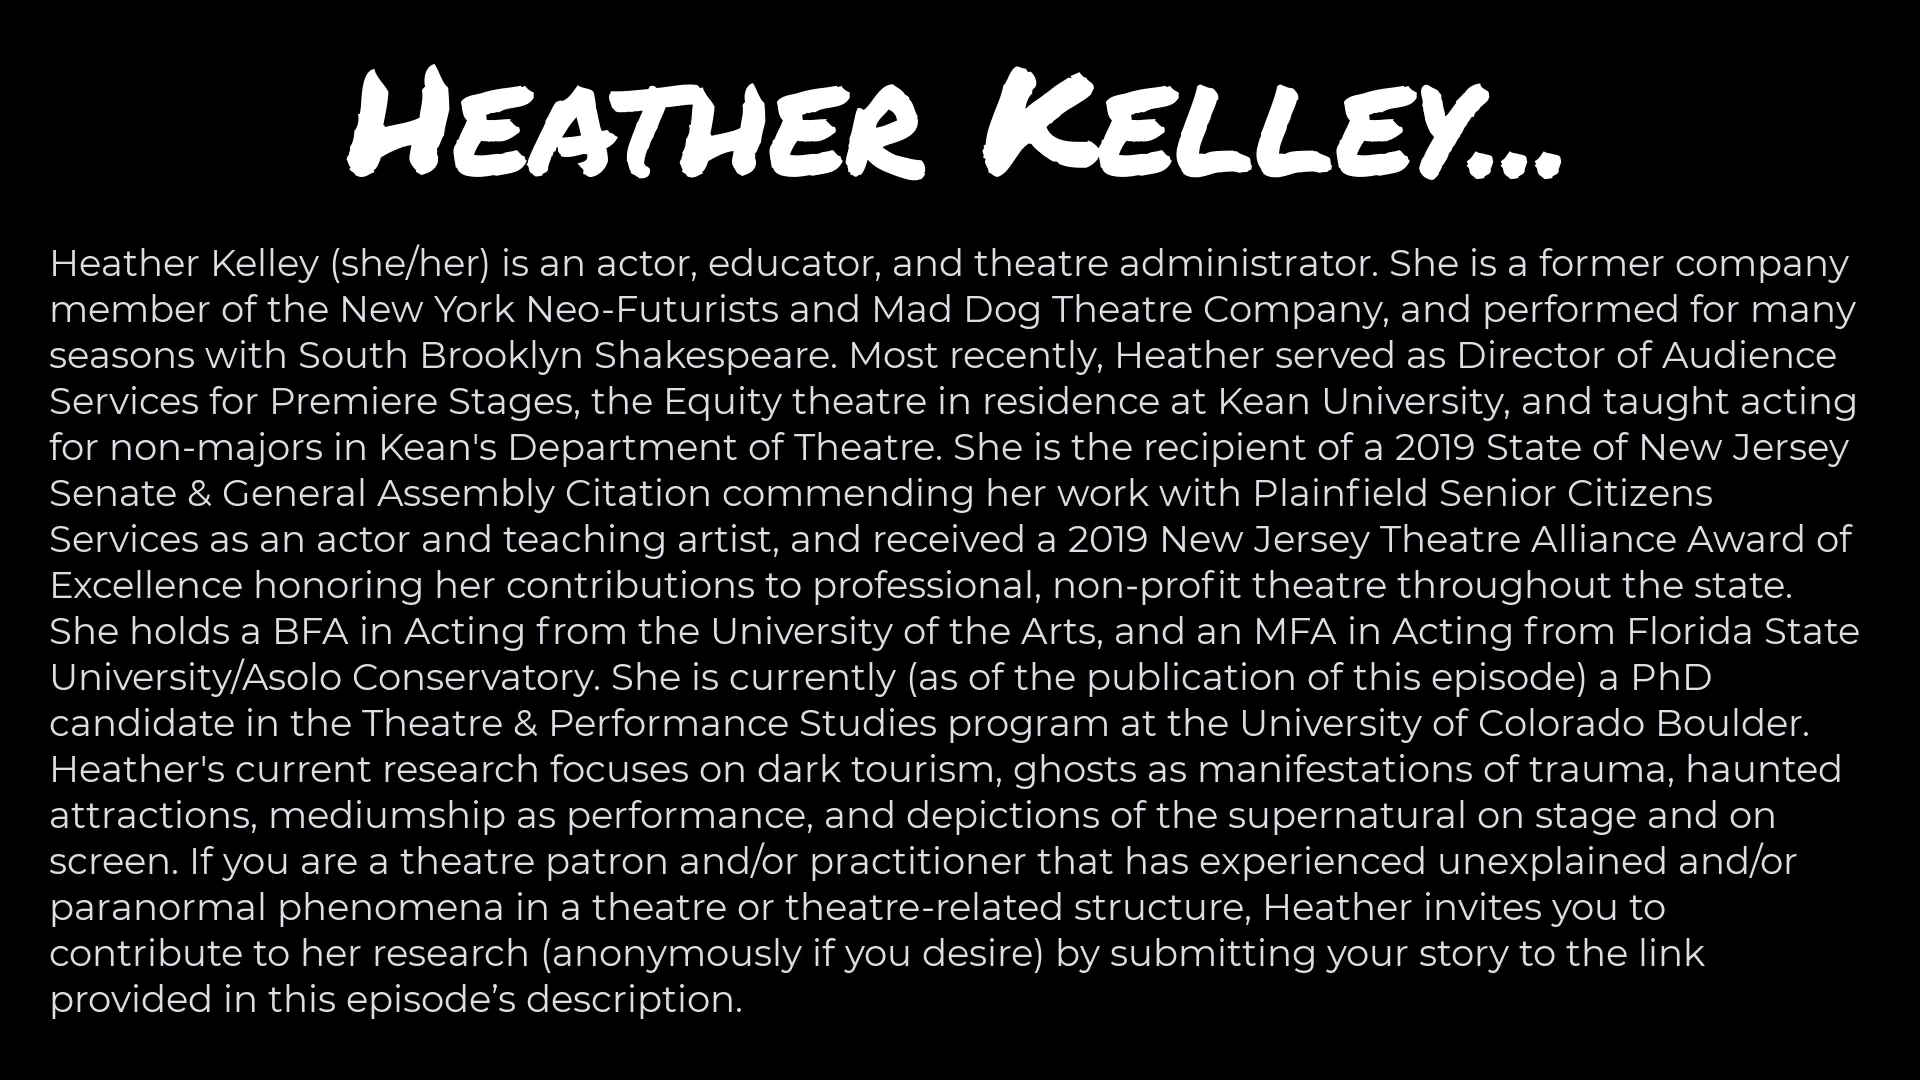 Heather Kelley...
Heather Kelley (she/her) is an actor, educator, and theatre administrator. She is a former company
member of the New York Neo-Futurists and Mad Dog Theatre Company, and performed for many
seasons with South Brooklyn Shakespeare. Most recently, Heather served as Director of Audience
Services for Premiere Stages, the Equity theatre in residence at Kean University, and taught acting
for non-majors in Kean's Department of Theatre. She is the recipient of a 2019 State of New Jersey
Senate & General Assembly Citation commending her work with Plainfield Senior Citizens
Services as an actor and teaching artist, and received a 2019 New Jersey Theatre Alliance Award of
Excellence honoring her contributions to professional, non-profit theatre throughout the state.
She holds a BFA in Acting from the University of the Arts, and an MFA in Acting from Florida State
University/Asolo Conservatory. She is currently (as of the publication of this episode) a PhD
candidate in the Theatre & Performance Studies program at the University of Colorado Boulder.
Heather's current research focuses on dark tourism, ghosts as manifestations of trauma, haunted
attractions, mediumship as performance, and depictions of the supernatural on stage and on
screen. If you are a theatre patron and/or practitioner that has experienced unexplained and/or
paranormal phenomena in a theatre or theatre-related structure, Heather invites you to
contribute to her research (anonymously if you desire) by submitting your story to the link
provided in this episode’s description.